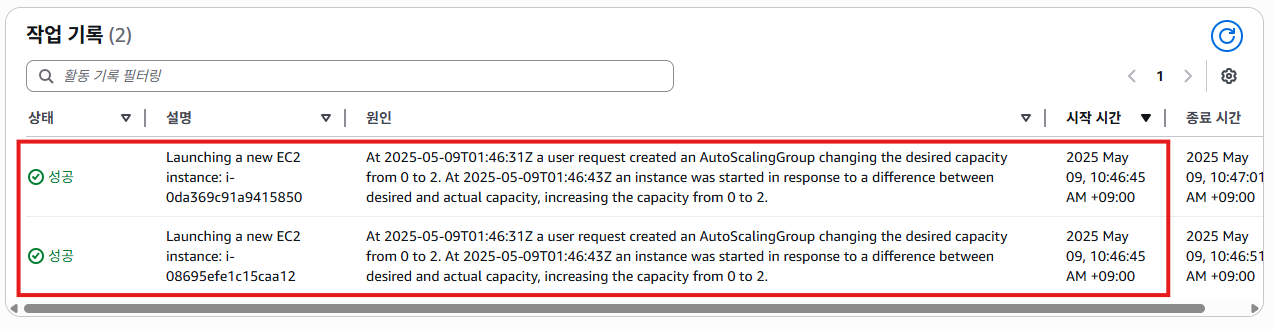 작업 기록 (2)
활동 기록 필터링
1
상태 설명 원인 시작 시간 종료 시간
성공
Launching a new EC2
instance: i-
0da369c91a9415850
At 2025-05-09T01:46:31Z a user request created an AutoScalingGroup changing the desired capacity
from 0 to 2. At 2025-05-09T01:46:43Z an instance was started in response to a difference between
desired and actual capacity, increasing the capacity from 0 to 2.
2025 May
09, 10:46:45
AM +09:00
2025 May
09, 10:47:01
AM +09:00
성공
Launching a new EC2
instance: i-
08695efe1c15caa12
At 2025-05-09T01:46:31Z a user request created an AutoScalingGroup changing the desired capacity
from 0 to 2. At 2025-05-09T01:46:43Z an instance was started in response to a difference between
desired and actual capacity, increasing the capacity from 0 to 2.
2025 May
09, 10:46:45
AM +09:00
2025 May
09, 10:46:51
AM +09:00